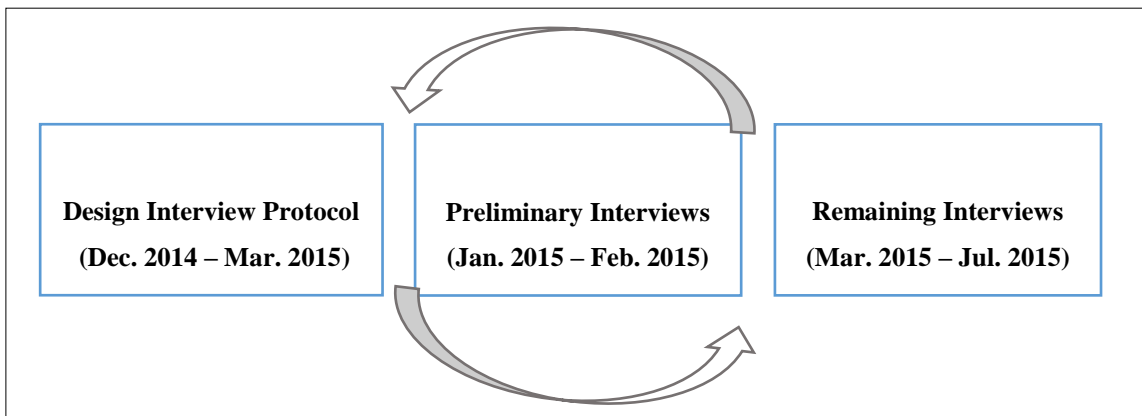 Design Interview Protocol
(Dec. 2014 – Mar. 2015)
Preliminary Interviews
(Jan. 2015 – Feb. 2015)
Remaining Interviews
(Mar. 2015 – Jul. 2015)